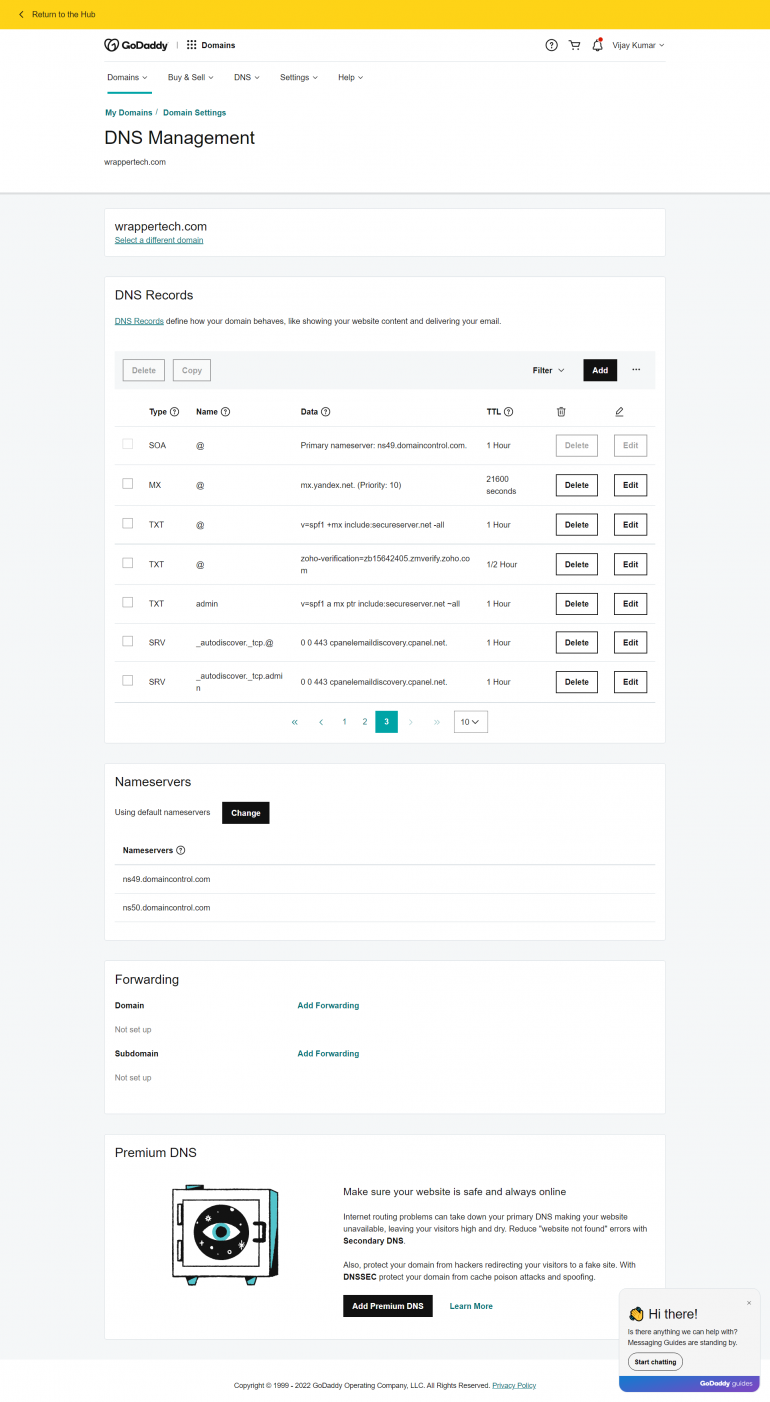 Return to the Hub
GoDaddy | Domains
Vijay Kumar
Domains Buy & Sell DNS Settings Help
My Domains / Domain Settings
DNS Management
wrappertech.com
wrappertech.com
Select a different domain
DNS Records
DNS Records define how your domain behaves, like showing your website content and delivering your email.
Delete Copy Filter Add ...
Type ? Name ? Data ? TTL ?
SOA @ Primary nameserver: ns49.domaincontrol.com. 1 Hour Delete Edit
MX @ mx.yandex.net. (Priority: 10) 21600
seconds Delete Edit
TXT @ v=spf1 +mx include:secureserver.net -all 1 Hour Delete Edit
TXT @ zoho-verification=zb15642405.zmverify.zoho.co
m 1/2 Hour Delete Edit
TXT admin v=spf1 a mx ptr include:secureserver.net ~all 1 Hour Delete Edit
SRV _autodiscover._tcp.@ 0 0 443 cpanelemaildiscovery.cpanel.net. 1 Hour Delete Edit
SRV _autodiscover._tcp.admi
n 0 0 443 cpanelemaildiscovery.cpanel.net. 1 Hour Delete Edit
« ‹ 1 2 3 › » 10
Nameservers
Using default nameservers Change
Nameservers ?
ns49.domaincontrol.com
ns50.domaincontrol.com
Forwarding
Domain Add Forwarding
Not set up
Subdomain Add Forwarding
Not set up
Premium DNS
Make sure your website is safe and always online
Internet routing problems can take down your primary DNS making your website
unavailable, leaving your visitors high and dry. Reduce "website not found" errors with
Secondary DNS.
Also, protect your domain from hackers redirecting your visitors to a fake site. With
DNSSEC protect your domain from cache poison attacks and spoofing.
Add Premium DNS Learn More
×
Hi there!
Is there anything we can help with?
Messaging Guides are standing by.
Start chatting
GoDaddy guides
Copyright © 1999 - 2022 GoDaddy Operating Company, LLC. All Rights Reserved. Privacy Policy